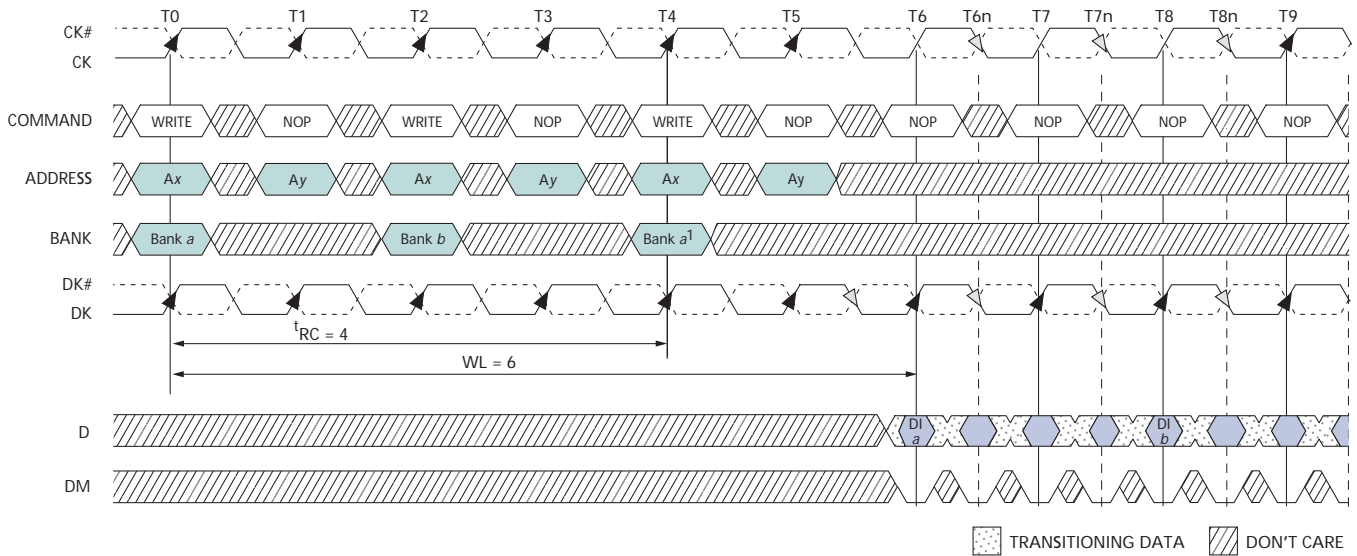 T0 T1 T2 T3 T4 T5 T6 T6n T7 T7n T8 T8n T9
CK#
CK
COMMAND WRITE NOP WRITE NOP WRITE NOP NOP NOP NOP NOP
ADDRESS Ax Ay Ax Ay Ax Ay
BANK Bank a Bank b Bank a¹
DK#
DK
tRC = 4
WL = 6
D DI a DI b
DM
TRANSITIONING DATA DON'T CARE